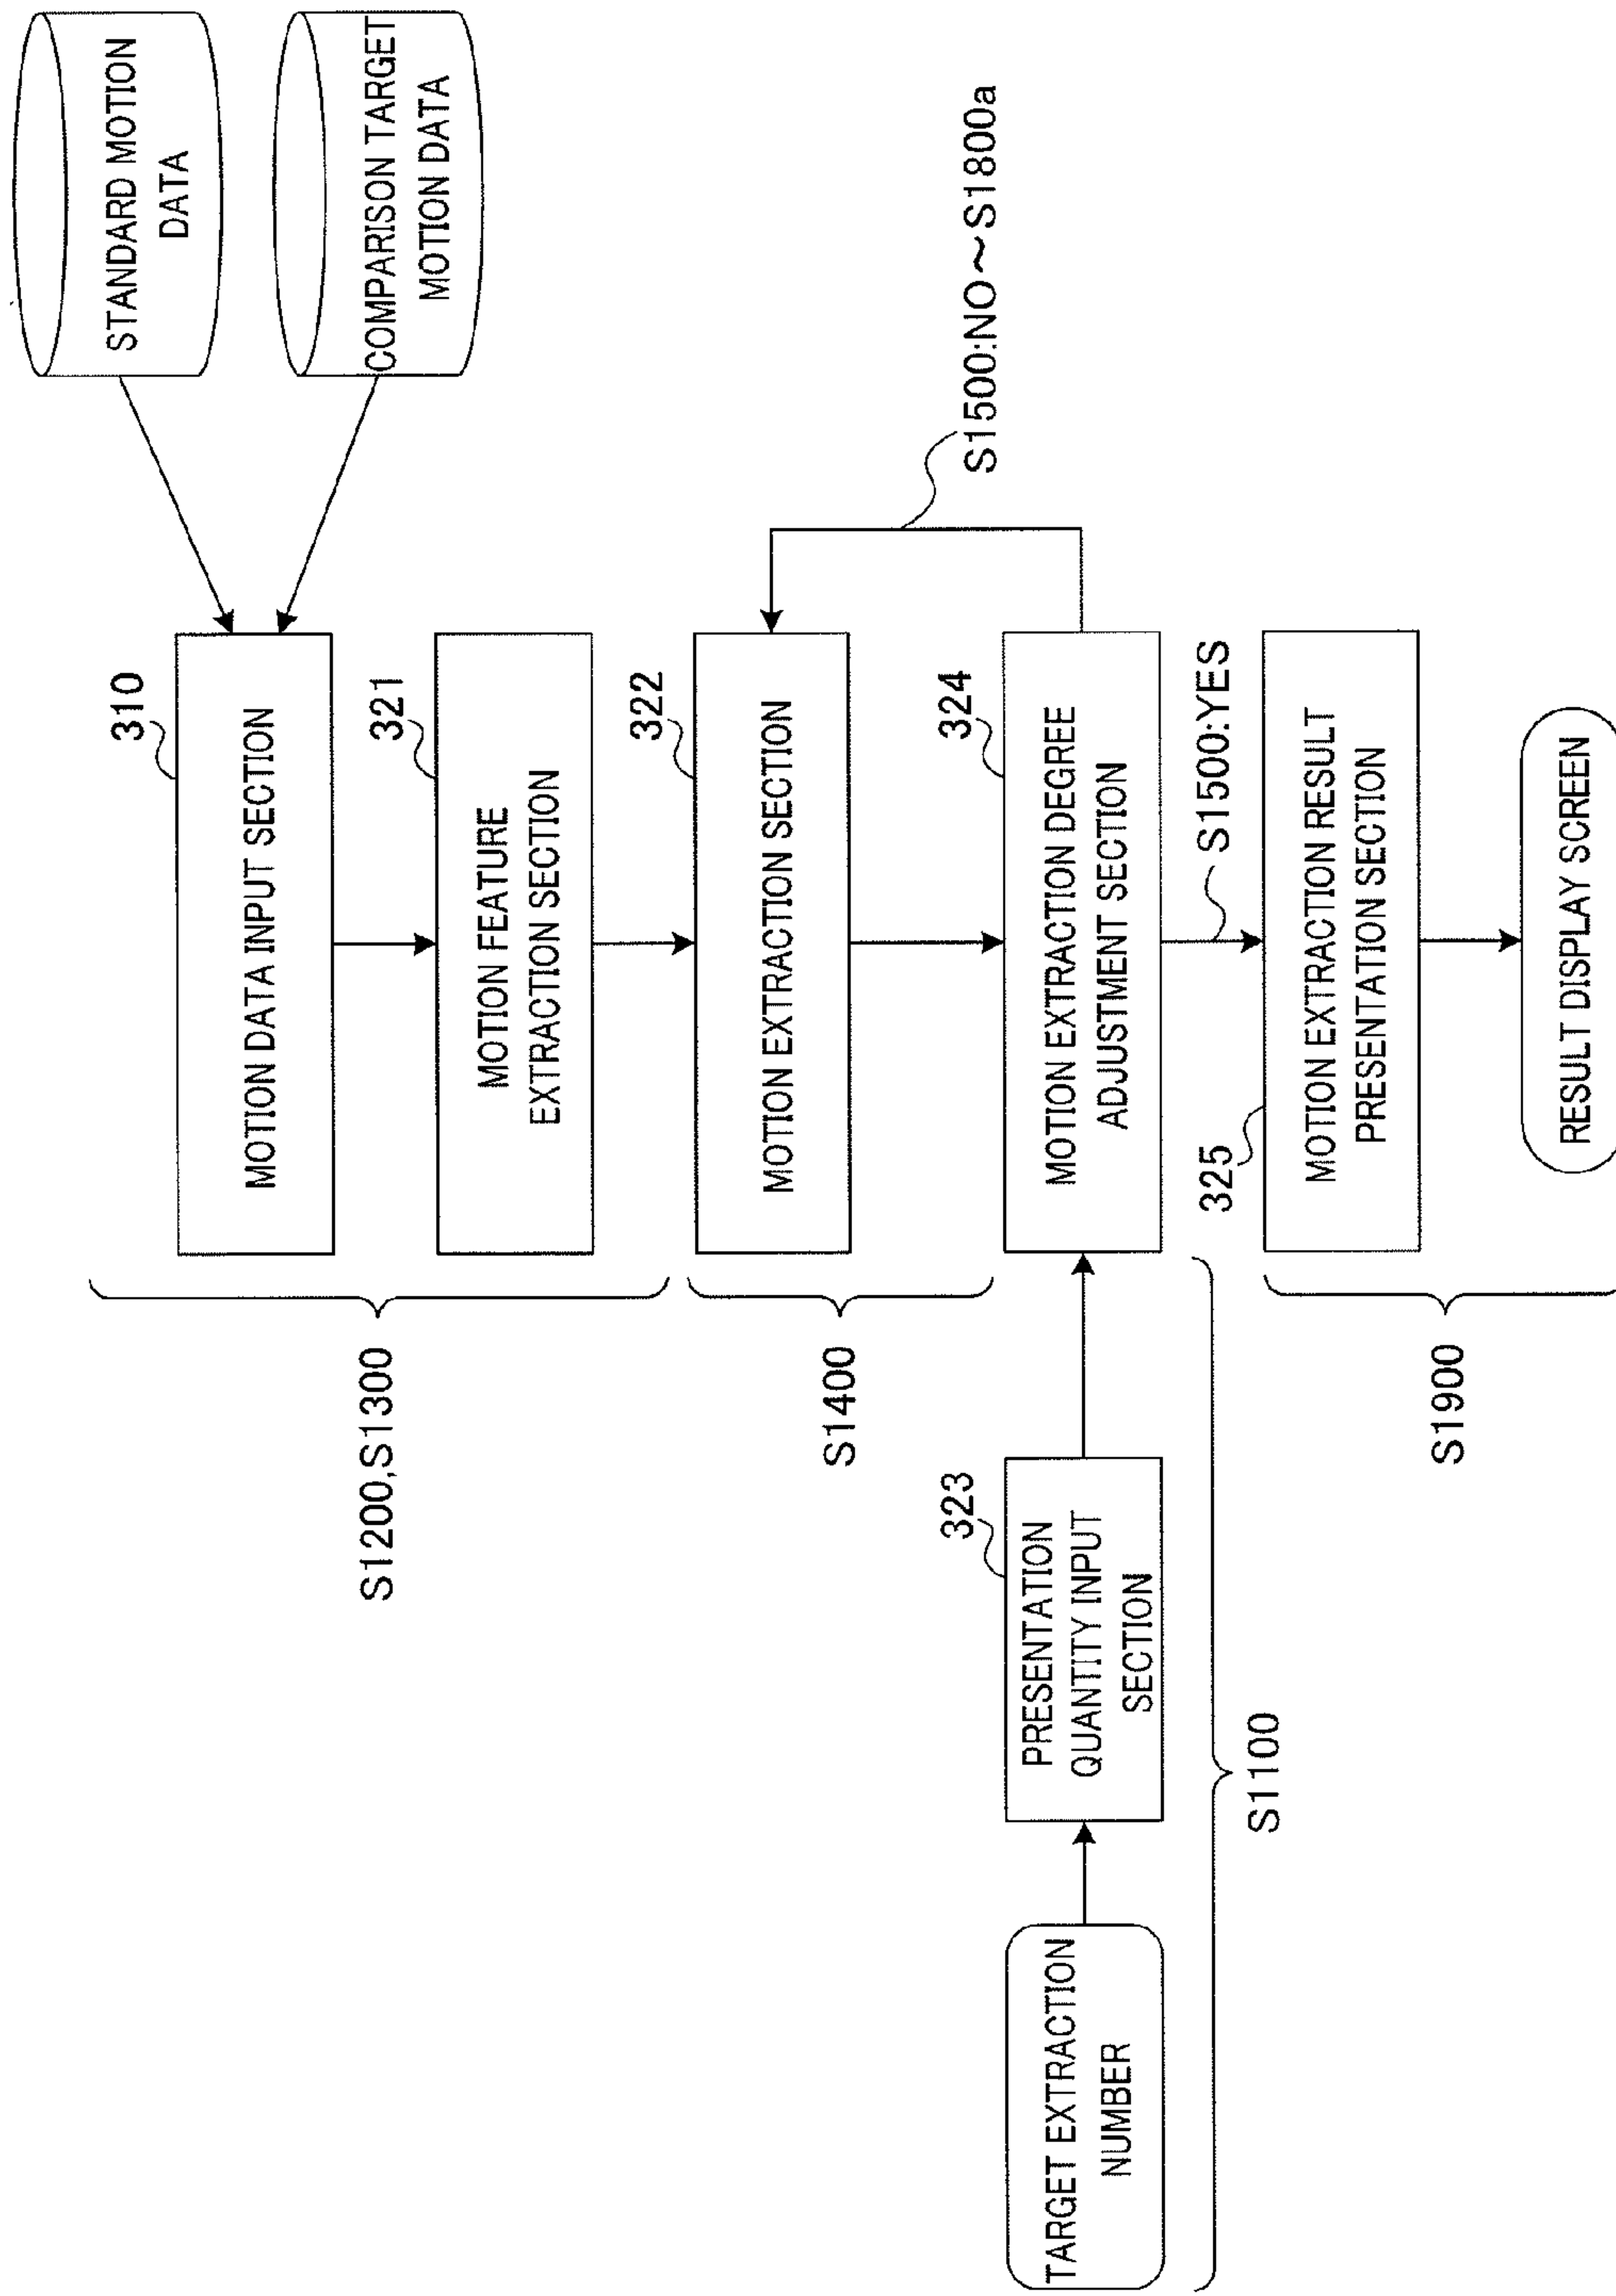 STANDARD MOTION
DATA
COMPARISON TARGET
MOTION DATA
310
MOTION DATA INPUT SECTION
321
MOTION FEATURE
EXTRACTION SECTION
S1200,S1300
322
MOTION EXTRACTION SECTION
S1400
S1500:NO～S1800a
TARGET EXTRACTION
NUMBER
323
PRESENTATION
QUANTITY INPUT
SECTION
324
MOTION EXTRACTION DEGREE
ADJUSTMENT SECTION
S1100
S1500:YES
325
MOTION EXTRACTION RESULT
PRESENTATION SECTION
S1900
RESULT DISPLAY SCREEN